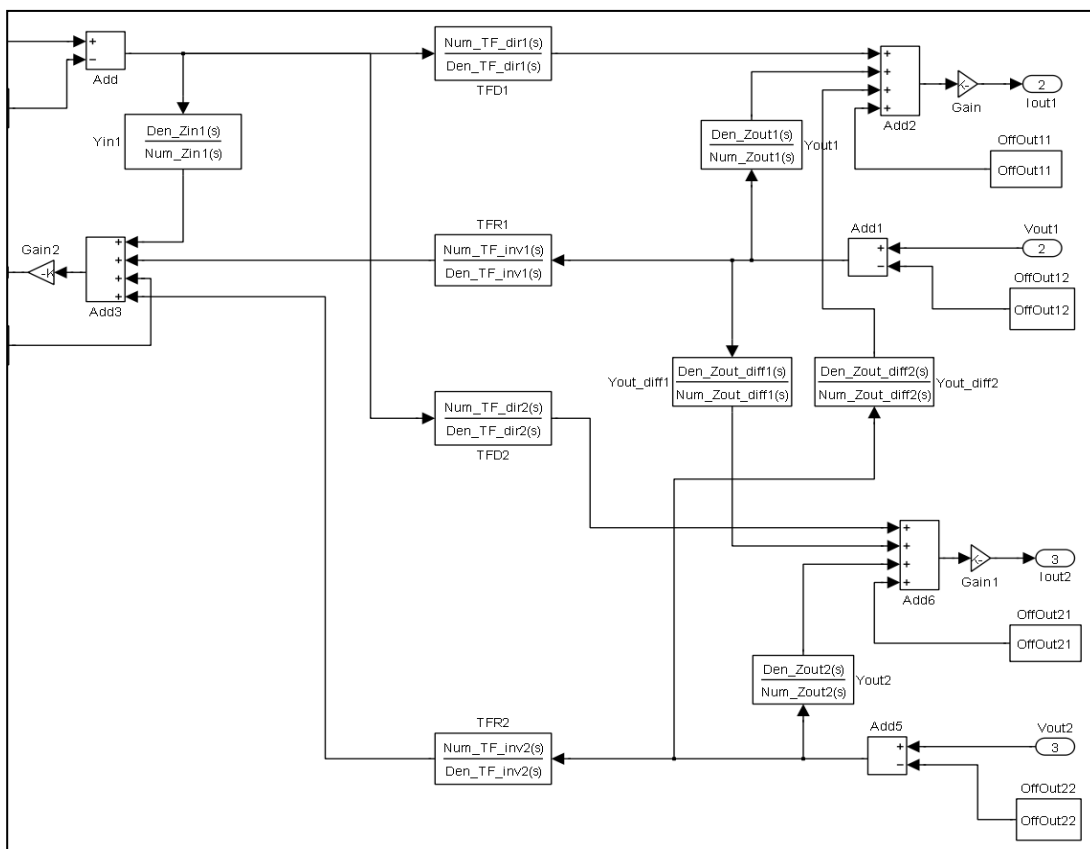 Num_TF_dir1(s)
Den_TF_dir1(s)
TFD1
+
−
Add
Den_Zin1(s)
Num_Zin1(s)
Yin1
+
+
+
+
Add2
Gain
2
Iout1
Den_Zout1(s)
Num_Zout1(s)
Yout1
OffOut11
OffOut11
Gain2
-K
+
+
+
+
Add3
TFR1
Num_TF_inv1(s)
Den_TF_inv1(s)
Add1
+
−
Vout1
2
OffOut12
OffOut12
Yout_diff1
Den_Zout_diff1(s)
Num_Zout_diff1(s)
Den_Zout_diff2(s)
Num_Zout_diff2(s)
Yout_diff2
Num_TF_dir2(s)
Den_TF_dir2(s)
TFD2
+
+
+
+
Add6
Gain1
3
Iout2
OffOut21
OffOut21
Den_Zout2(s)
Num_Zout2(s)
Yout2
TFR2
Num_TF_inv2(s)
Den_TF_inv2(s)
Add5
+
−
Vout2
3
OffOut22
OffOut22